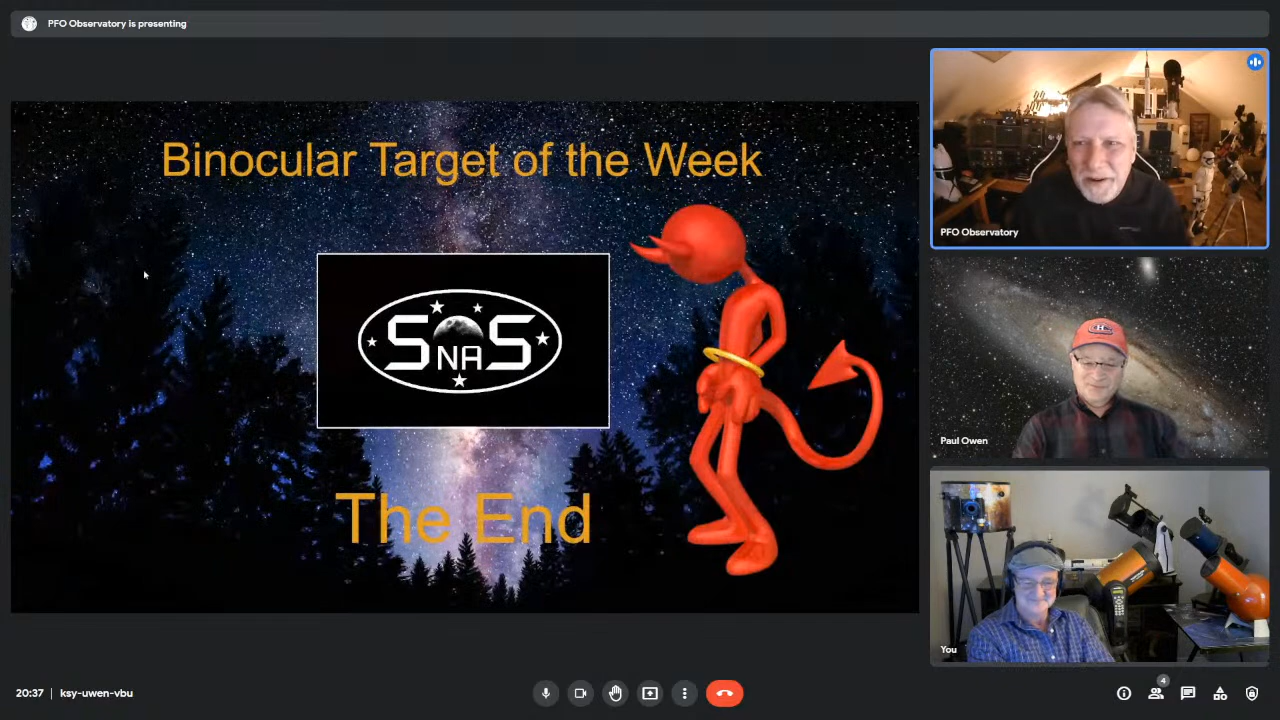 PFO Observatory is presenting
Binocular Target of the Week
SNAS
The End
PFO Observatory
Paul Owen
You
20:37 | ksy-uwen-vbu
4